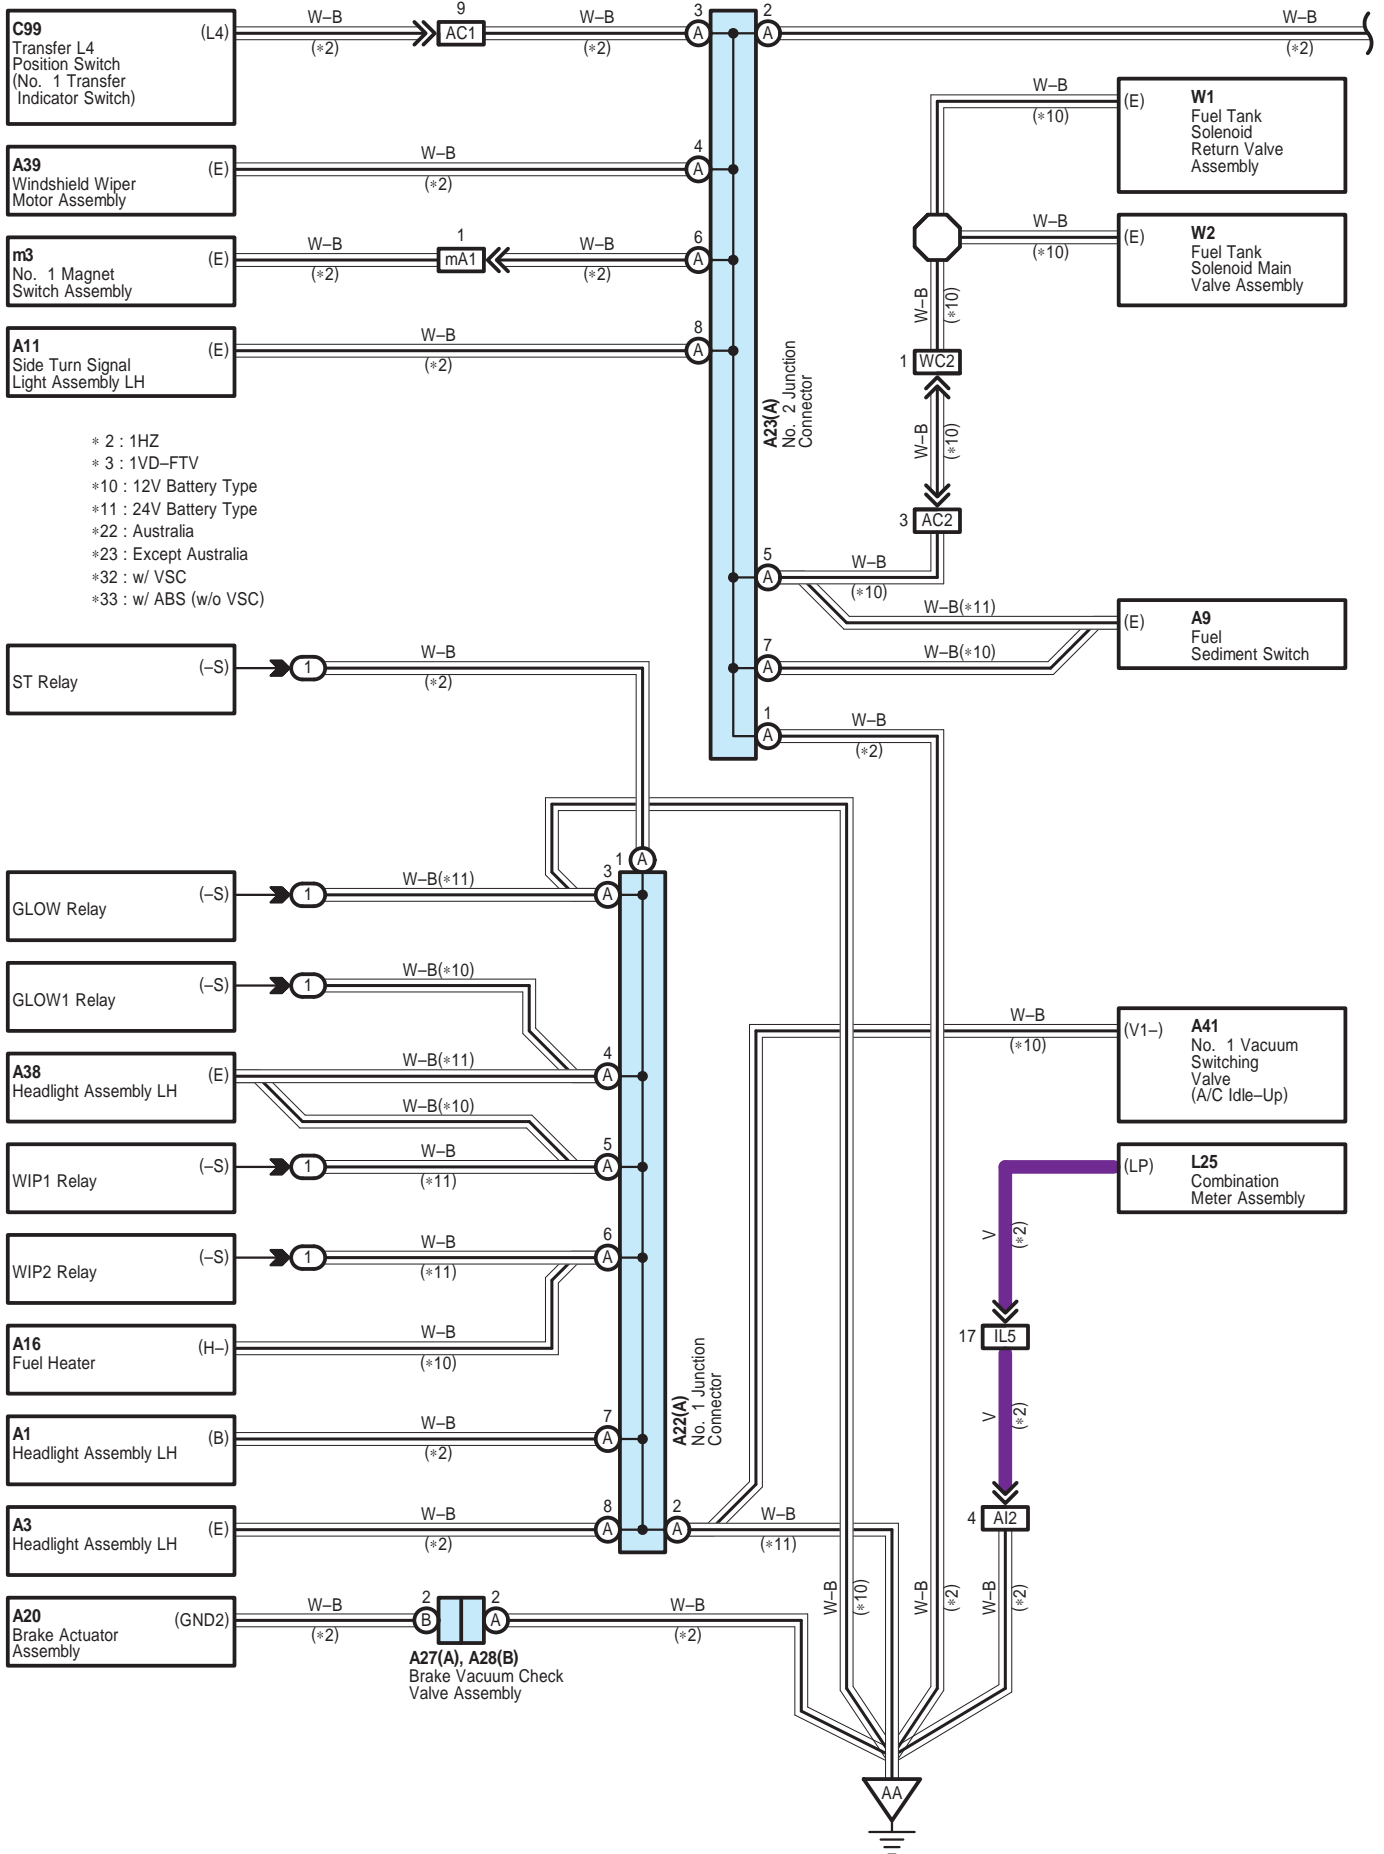 C99
(L4)
Transfer L4
Position Switch
(No. 1 Transfer
Indicator Switch)
W–B
(*2)
9
AC1
W–B
(*2)
3
A
2
A
W–B
(*2)
W–B
(*10)
(E)
W1
Fuel Tank
Solenoid
Return Valve
Assembly
A39
(E)
Windshield Wiper
Motor Assembly
W–B
(*2)
4
A
W–B
(*10)
(E)
W2
Fuel Tank
Solenoid Main
Valve Assembly
m3
(E)
No. 1 Magnet
Switch Assembly
W–B
(*2)
1
mA1
W–B
(*2)
6
A
W–B
(*10)
A11
(E)
Side Turn Signal
Light Assembly LH
W–B
(*2)
8
A
1
WC2
A23(A)
No. 2 Junction
Connector
W–B
(*10)
* 2 : 1HZ
* 3 : 1VD–FTV
*10 : 12V Battery Type
*11 : 24V Battery Type
*22 : Australia
*23 : Except Australia
*32 : w/ VSC
*33 : w/ ABS (w/o VSC)
3
AC2
5
A
W–B
(*10)
W–B(*11)
(E)
A9
Fuel
Sediment Switch
7
A
W–B(*10)
ST Relay
(–S)
1
W–B
(*2)
1
A
W–B
(*2)
1
A
GLOW Relay
(–S)
1
W–B(*11)
3
A
GLOW1 Relay
(–S)
1
W–B(*10)
W–B
(*10)
(V1–)
A41
No. 1 Vacuum
Switching
Valve
(A/C Idle–Up)
A38
(E)
Headlight Assembly LH
W–B(*11)
4
A
W–B(*10)
WIP1 Relay
(–S)
1
W–B
(*11)
5
A
(LP)
L25
Combination
Meter Assembly
V
(*2)
WIP2 Relay
(–S)
1
W–B
(*11)
6
A
A16
(H–)
Fuel Heater
W–B
(*10)
17
IL5
A22(A)
No. 1 Junction
Connector
V
(*2)
A1
(B)
Headlight Assembly LH
W–B
(*2)
7
A
A3
(E)
Headlight Assembly LH
W–B
(*2)
8
A
2
A
W–B
(*11)
4
AI2
A20
(GND2)
Brake Actuator
Assembly
W–B
(*2)
2
B
2
A
W–B
(*2)
A27(A), A28(B)
Brake Vacuum Check
Valve Assembly
W–B
(*10)
W–B
(*2)
W–B
(*2)
AA